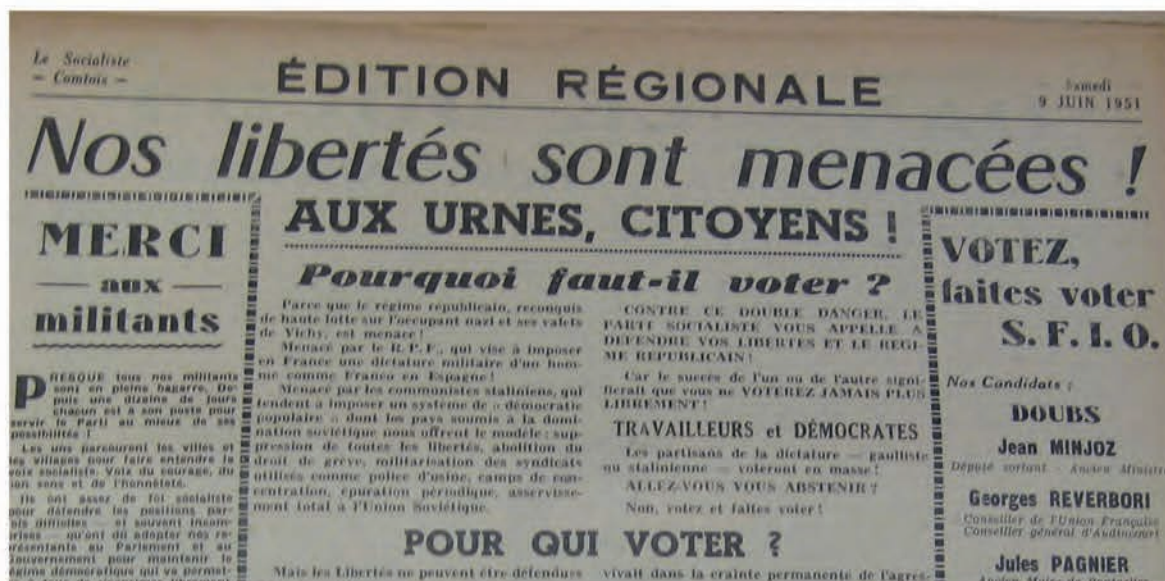 Le Socialiste
— Comtois —
ÉDITION RÉGIONALE
Samedi
9 JUIN 1951
Nos libertés sont menacées !
MERCI
— aux —
militants
PRESQUE tous nos militants
sont en pleine bagarre. De-
puis une dizaine de jours
chacun est à son poste pour
servir le Parti au mieux de ses
possibilités !
Les uns parcourent les villes et
les villages pour faire entendre la
voix socialiste. Voix du courage, du
bon sens et de l'honnêteté.
Ils ont assez de foi socialiste
pour défendre les positions par-
fois difficiles — et souvent incom-
prises — qu'ont dû adopter nos re-
présentants au Parlement et au
Gouvernement pour maintenir le
régime démocratique qui va permet-
AUX URNES, CITOYENS !
Pourquoi faut-il voter ?
Parce que le régime républicain, reconquis
de haute lutte sur l'occupant nazi et ses valets
de Vichy, est menacé !
Menacé par le R.P.F., qui vise à imposer
en France une dictature militaire d'un hom-
me comme Franco en Espagne !
Menacé par les communistes staliniens, qui
tendent à imposer un système de « démocratie
populaire » dont les pays soumis à la domi-
nation soviétique nous offrent le modèle : sup-
pression de toutes les libertés, abolition du
droit de grève, militarisation des syndicats
utilisés comme police d'usine, camps de con-
centration, épuration périodique, asservisse-
ment total à l'Union Soviétique.
CONTRE CE DOUBLE DANGER, LE
PARTI SOCIALISTE VOUS APPELLE A
DEFENDRE VOS LIBERTES ET LE REGI-
ME REPUBLICAIN !
Car le succès de l'un ou de l'autre signi-
fierait que vous ne VOTEREZ JAMAIS PLUS
LIBREMENT !
TRAVAILLEURS et DÉMOCRATES
Les partisans de la dictature — gaulliste
ou stalinienne — voteront en masse !
ALLEZ-VOUS VOUS ABSTENIR ?
Non, votez et faites voter !
POUR QUI VOTER ?
Mais les Libertés ne peuvent être défendues
vivait dans la crainte permanente de l'agres-
VOTEZ,
faites voter
S. F. I. O.
Nos Candidats :
DOUBS
Jean MINJOZ
Député sortant - Ancien Ministre
Georges REVERBORI
Conseiller de l'Union Française
Conseiller général d'Audincourt
Jules PAGNIER